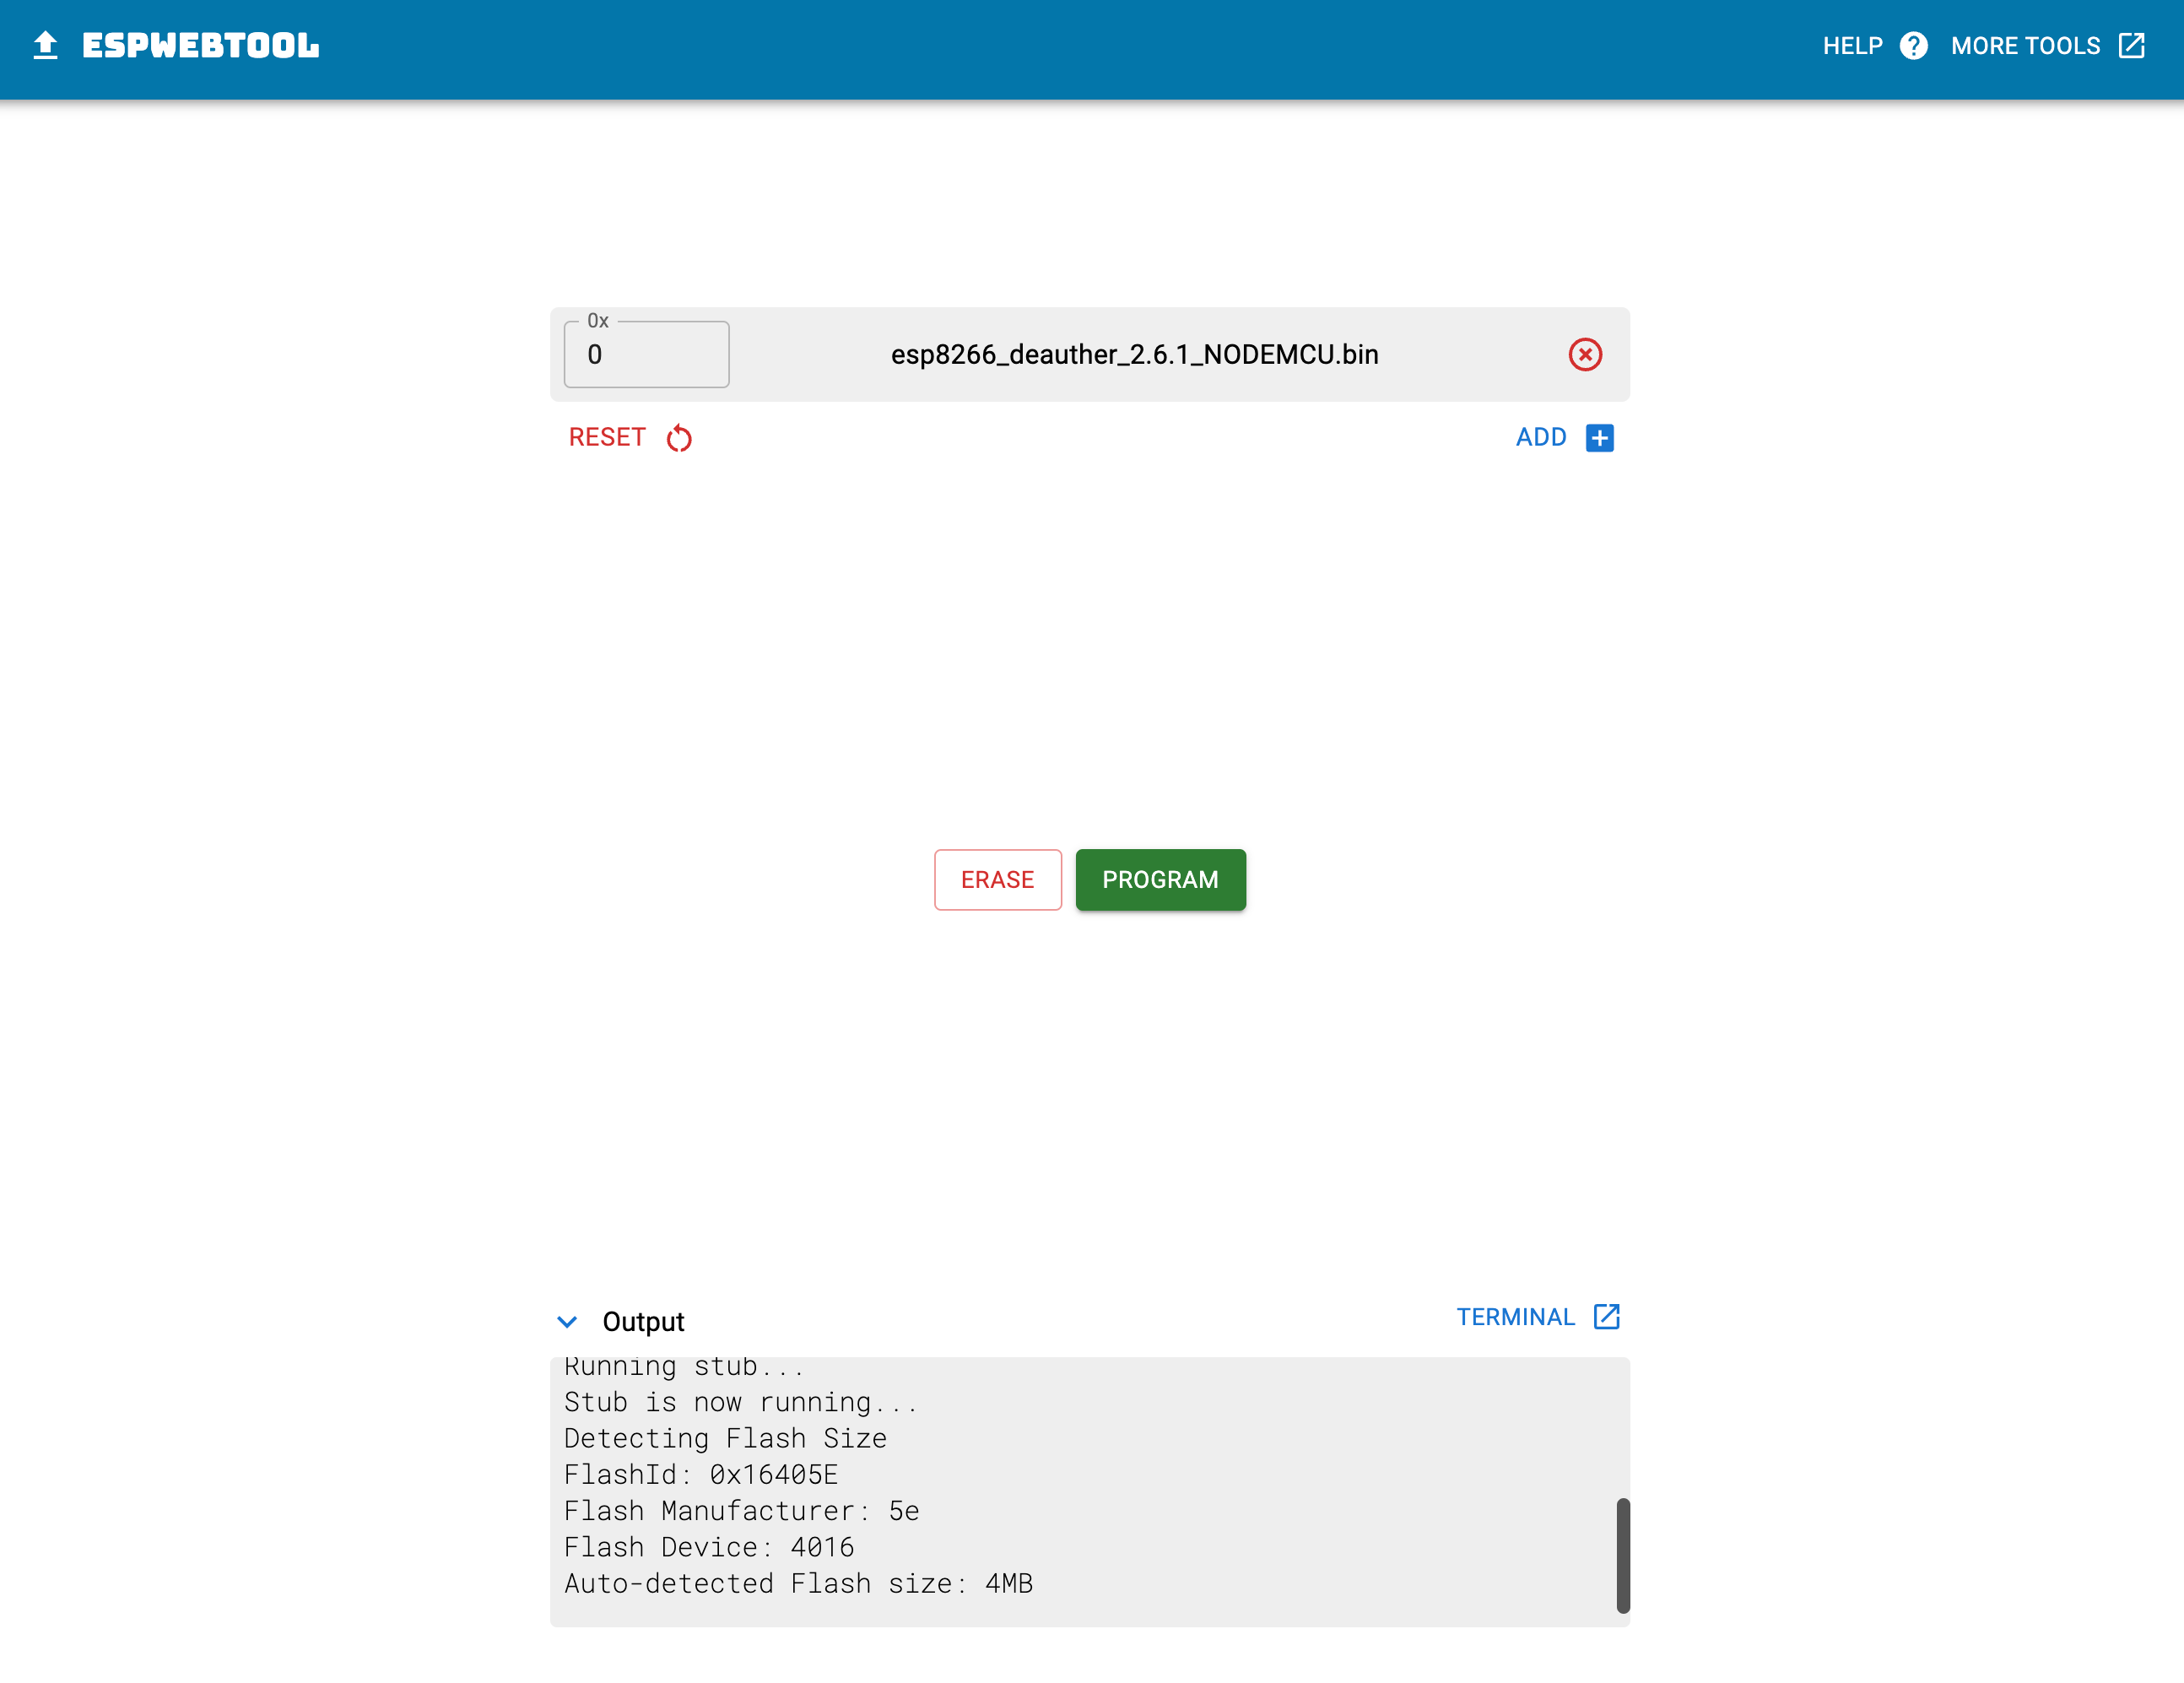 ESPWEBTOOL
HELP
MORE TOOLS
0x
0
esp8266_deauther_2.6.1_NODEMCU.bin
RESET
ADD
ERASE
PROGRAM
Output
TERMINAL
Running stub...
Stub is now running...
Detecting Flash Size
FlashId: 0x16405E
Flash Manufacturer: 5e
Flash Device: 4016
Auto-detected Flash size: 4MB